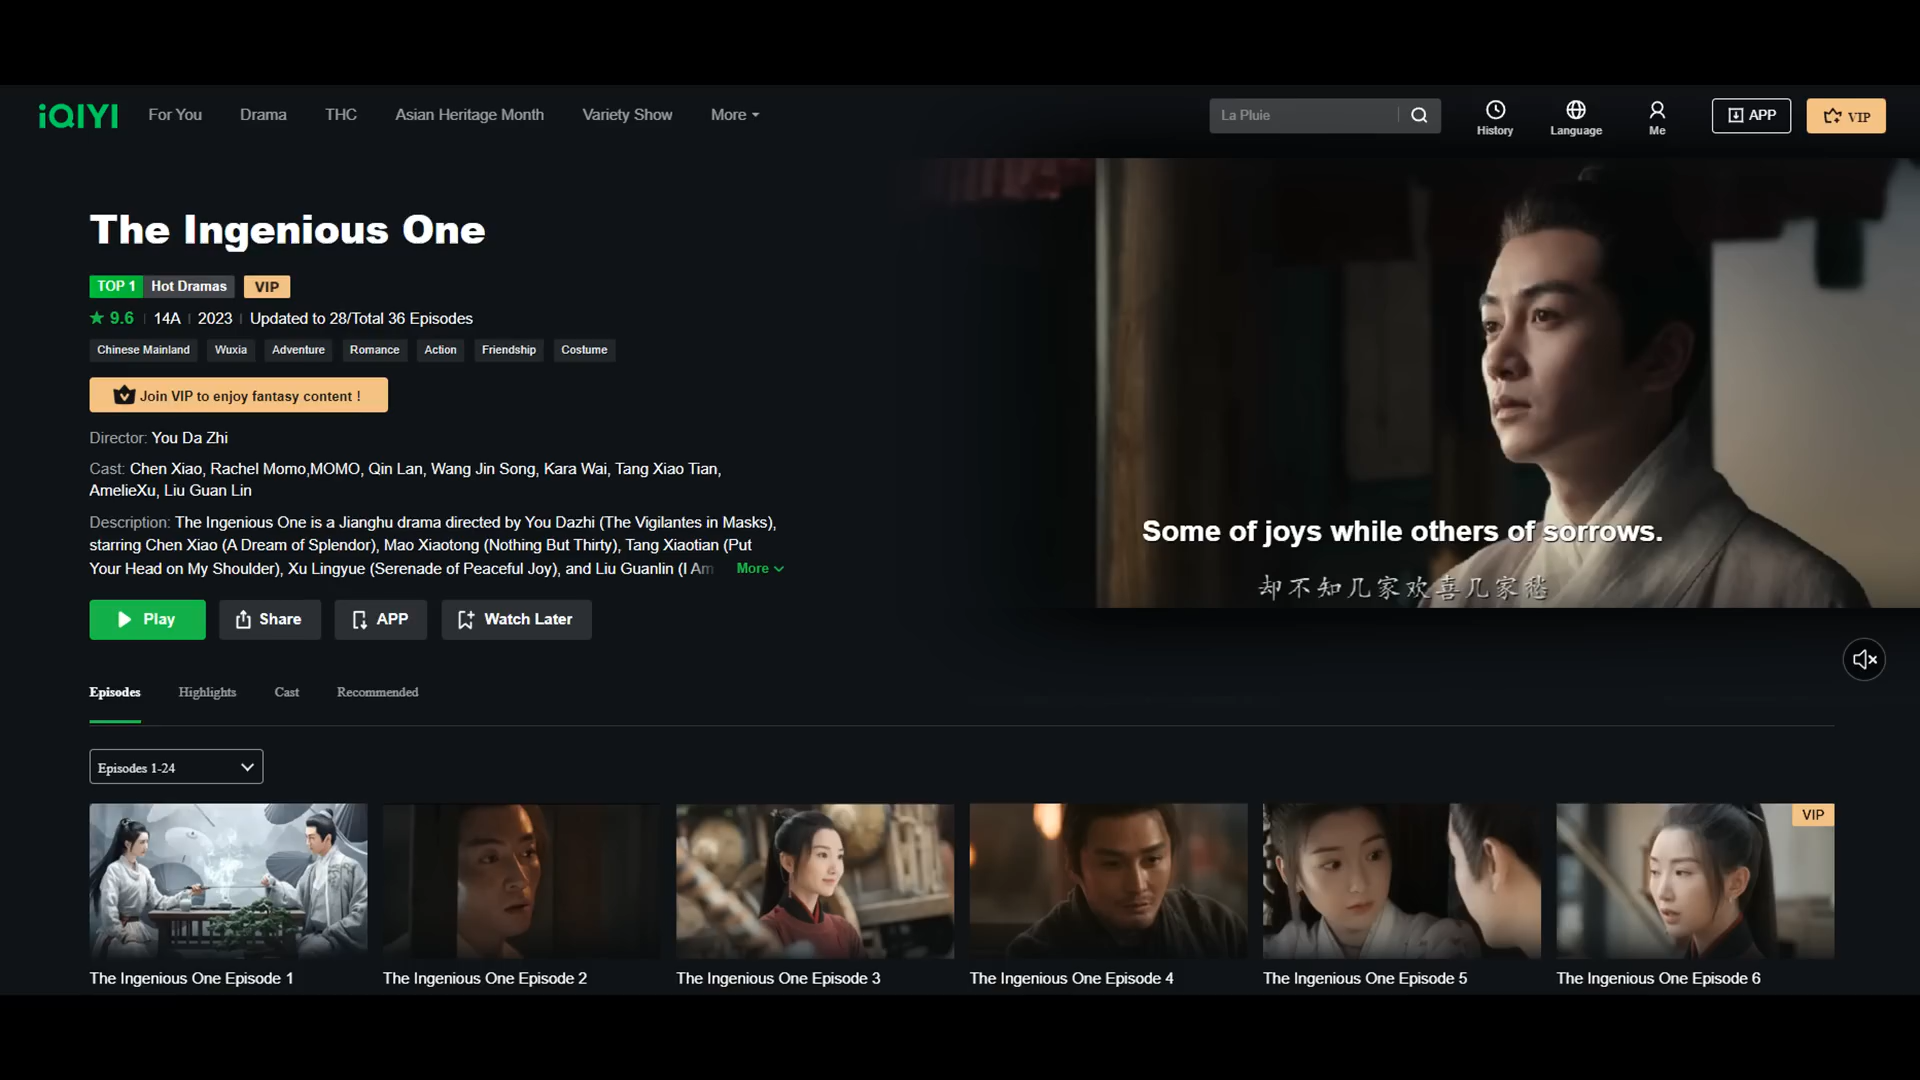 iQIYI
For You Drama THC Asian Heritage Month Variety Show More
La Pluie
History Language Me
APP
VIP
The Ingenious One
TOP 1 Hot Dramas VIP
9.6 | 14A | 2023 | Updated to 28/Total 36 Episodes
Chinese Mainland Wuxia Adventure Romance Action Friendship Costume
Join VIP to enjoy fantasy content !
Director: You Da Zhi
Cast: Chen Xiao, Rachel Momo,MOMO, Qin Lan, Wang Jin Song, Kara Wai, Tang Xiao Tian,
AmelieXu, Liu Guan Lin
Description: The Ingenious One is a Jianghu drama directed by You Dazhi (The Vigilantes in Masks),
starring Chen Xiao (A Dream of Splendor), Mao Xiaotong (Nothing But Thirty), Tang Xiaotian (Put
Your Head on My Shoulder), Xu Lingyue (Serenade of Peaceful Joy), and Liu Guanlin (I Am More
Some of joys while others of sorrows.
却不知几家欢喜几家愁
Play Share APP Watch Later
Episodes Highlights Cast Recommended
Episodes 1-24
VIP
The Ingenious One Episode 1
The Ingenious One Episode 2
The Ingenious One Episode 3
The Ingenious One Episode 4
The Ingenious One Episode 5
The Ingenious One Episode 6